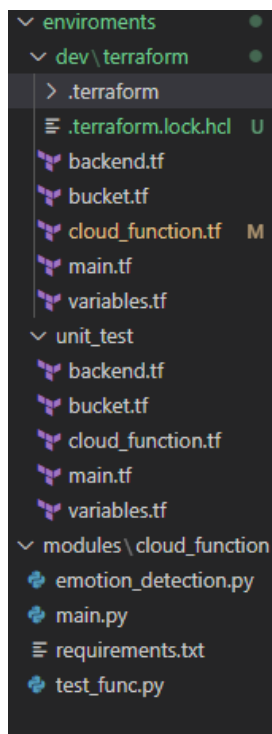 enviroments
dev\terraform
.terraform
.terraform.lock.hcl U
backend.tf
bucket.tf
cloud_function.tf M
main.tf
variables.tf
unit_test
backend.tf
bucket.tf
cloud_function.tf
main.tf
variables.tf
modules\cloud_function
emotion_detection.py
main.py
requirements.txt
test_func.py